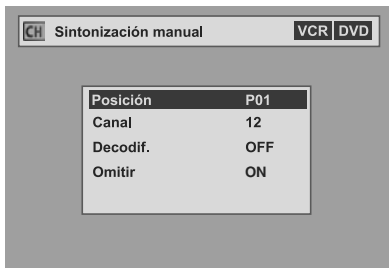 CH Sintonización manual VCR DVD
Posición P01
Canal 12
Decodif. OFF
Omitir ON